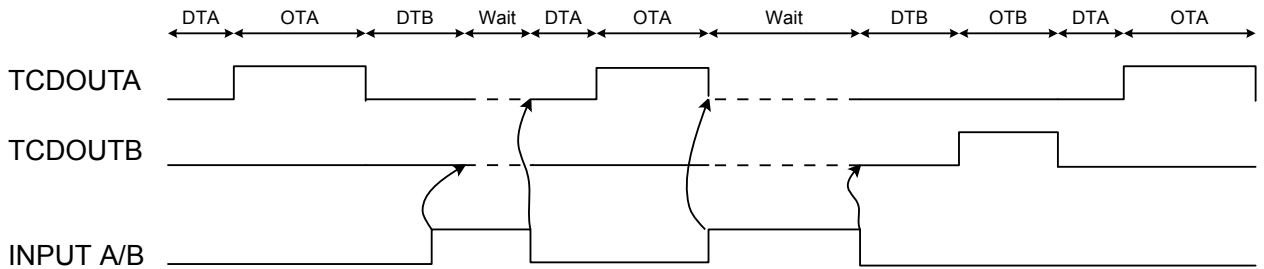 DTA OTA DTB Wait DTA OTA Wait DTB OTB DTA OTA
TCDOUTA
TCDOUTB
INPUT A/B